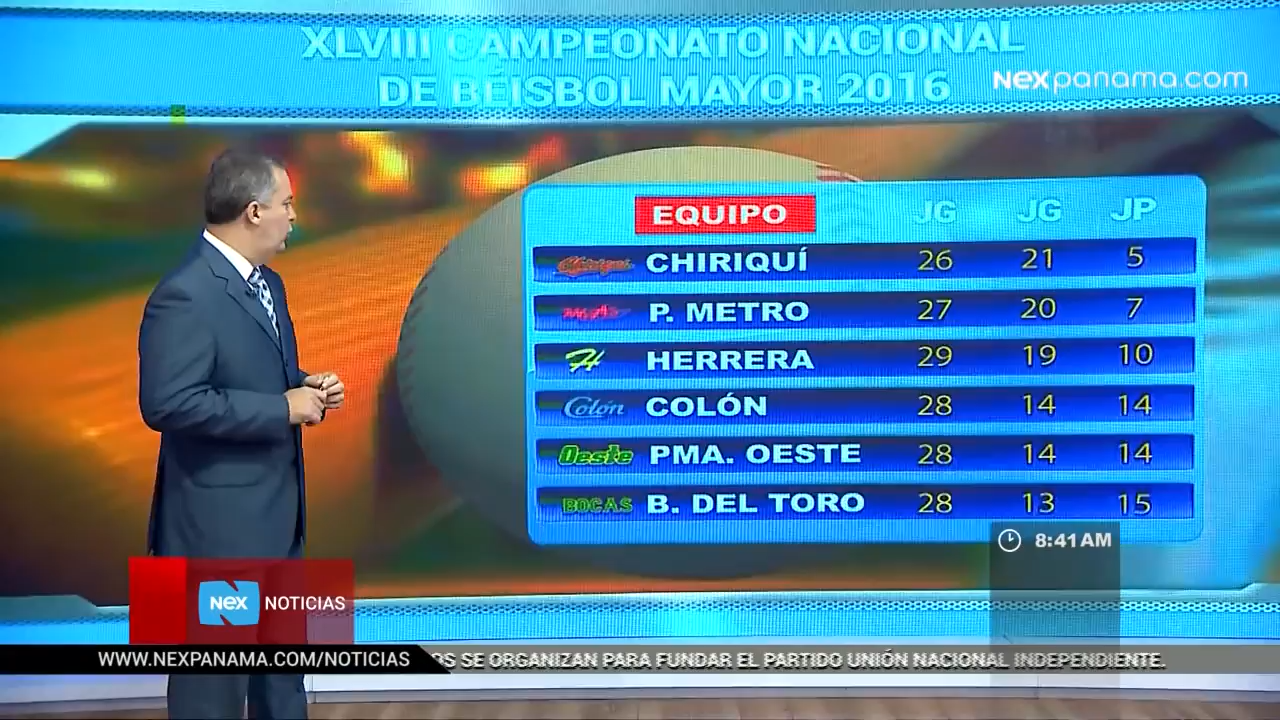 XLVIII CAMPEONATO NACIONAL
DE BÉISBOL MAYOR 2016
nexpanama.com
EQUIPO JG JG JP
Chiriquí CHIRIQUÍ 26 21 5
P. METRO 27 20 7
H HERRERA 29 19 10
Colón COLÓN 28 14 14
Oeste PMA. OESTE 28 14 14
BOCAS B. DEL TORO 28 13 15
8:41 AM
nex NOTICIAS
WWW.NEXPANAMA.COM/NOTICIAS OS SE ORGANIZAN PARA FUNDAR EL PARTIDO UNIÓN NACIONAL INDEPENDIENTE.